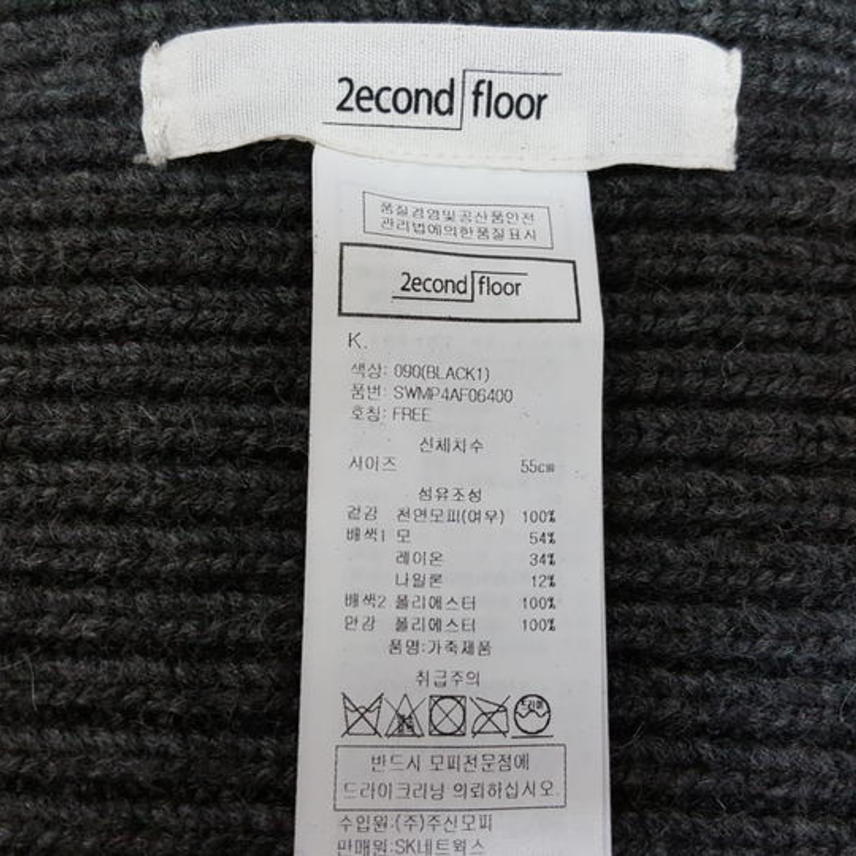 2econd floor
품질경영및공산품안전
관리법에의한품질표시
2econd floor
K.
색상: 090(BLACK1)
품번: SWMP4AF06400
호칭: FREE
신체치수
사이즈 55cm
섬유조성
겉감 천연모피(여우) 100%
배색1 모 54%
레이온 34%
나일론 12%
배색2 폴리에스터 100%
안감 폴리에스터 100%
품명:가죽제품
취급주의
드라이
반드시 모피전문점에
드라이크리닝 의뢰하십시오.
수입원:(주)주신모피
판매원:SK네트웍스